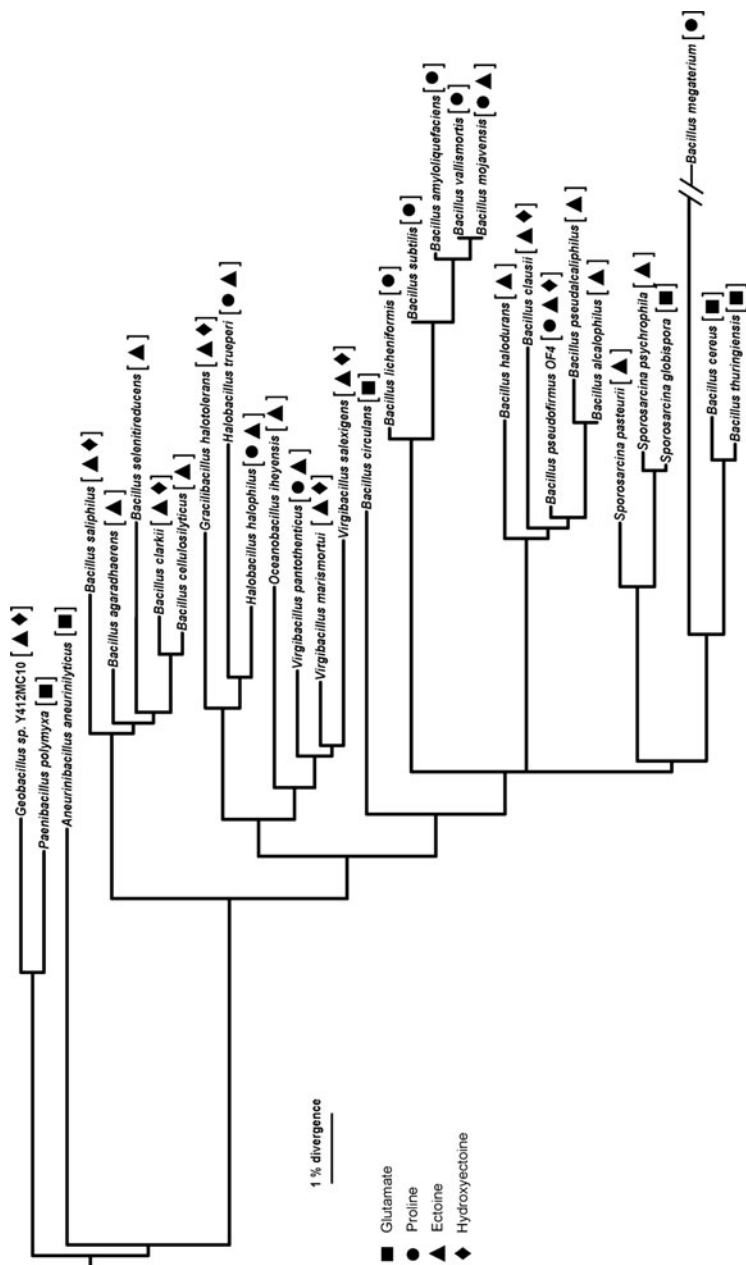 Geobacillus sp. Y412MC10 [▲ ◆]
Paenibacillus polymyxa [■]
Aneurinibacillus aneurinilyticus [■]
Bacillus saliphilus [▲ ◆]
Bacillus agaradhaerens [▲]
Bacillus selenitireducens [▲]
Bacillus clarkii [▲ ◆]
Bacillus cellulosilyticus [▲]
Gracilibacillus halotolerans [▲ ◆]
Halobacillus trueperi [● ▲]
Halobacillus halophilus [● ▲]
Oceanobacillus iheyensis [▲]
Virgibacillus pantothenticus [● ▲]
Virgibacillus marismortui [▲ ◆]
Virgibacillus salexigens [▲ ◆]
Bacillus circulans [■]
Bacillus licheniformis [●]
Bacillus subtilis [●]
Bacillus amyloliquefaciens [●]
Bacillus vallismortis [●]
Bacillus mojavensis [● ▲]
Bacillus halodurans [▲]
Bacillus clausii [▲ ◆]
Bacillus pseudofirmus OF4 [● ▲ ◆]
Bacillus pseudalcaliphilus [▲]
Bacillus alcalophilus [▲]
Sporosarcina pasteurii [▲]
Sporosarcina psychrophila [▲]
Sporosarcina globispora [■]
Bacillus megaterium [●]
Bacillus cereus [■]
Bacillus thuringiensis [■]
1 % divergence
■ Glutamate
● Proline
▲ Ectoine
◆ Hydroxyectoine